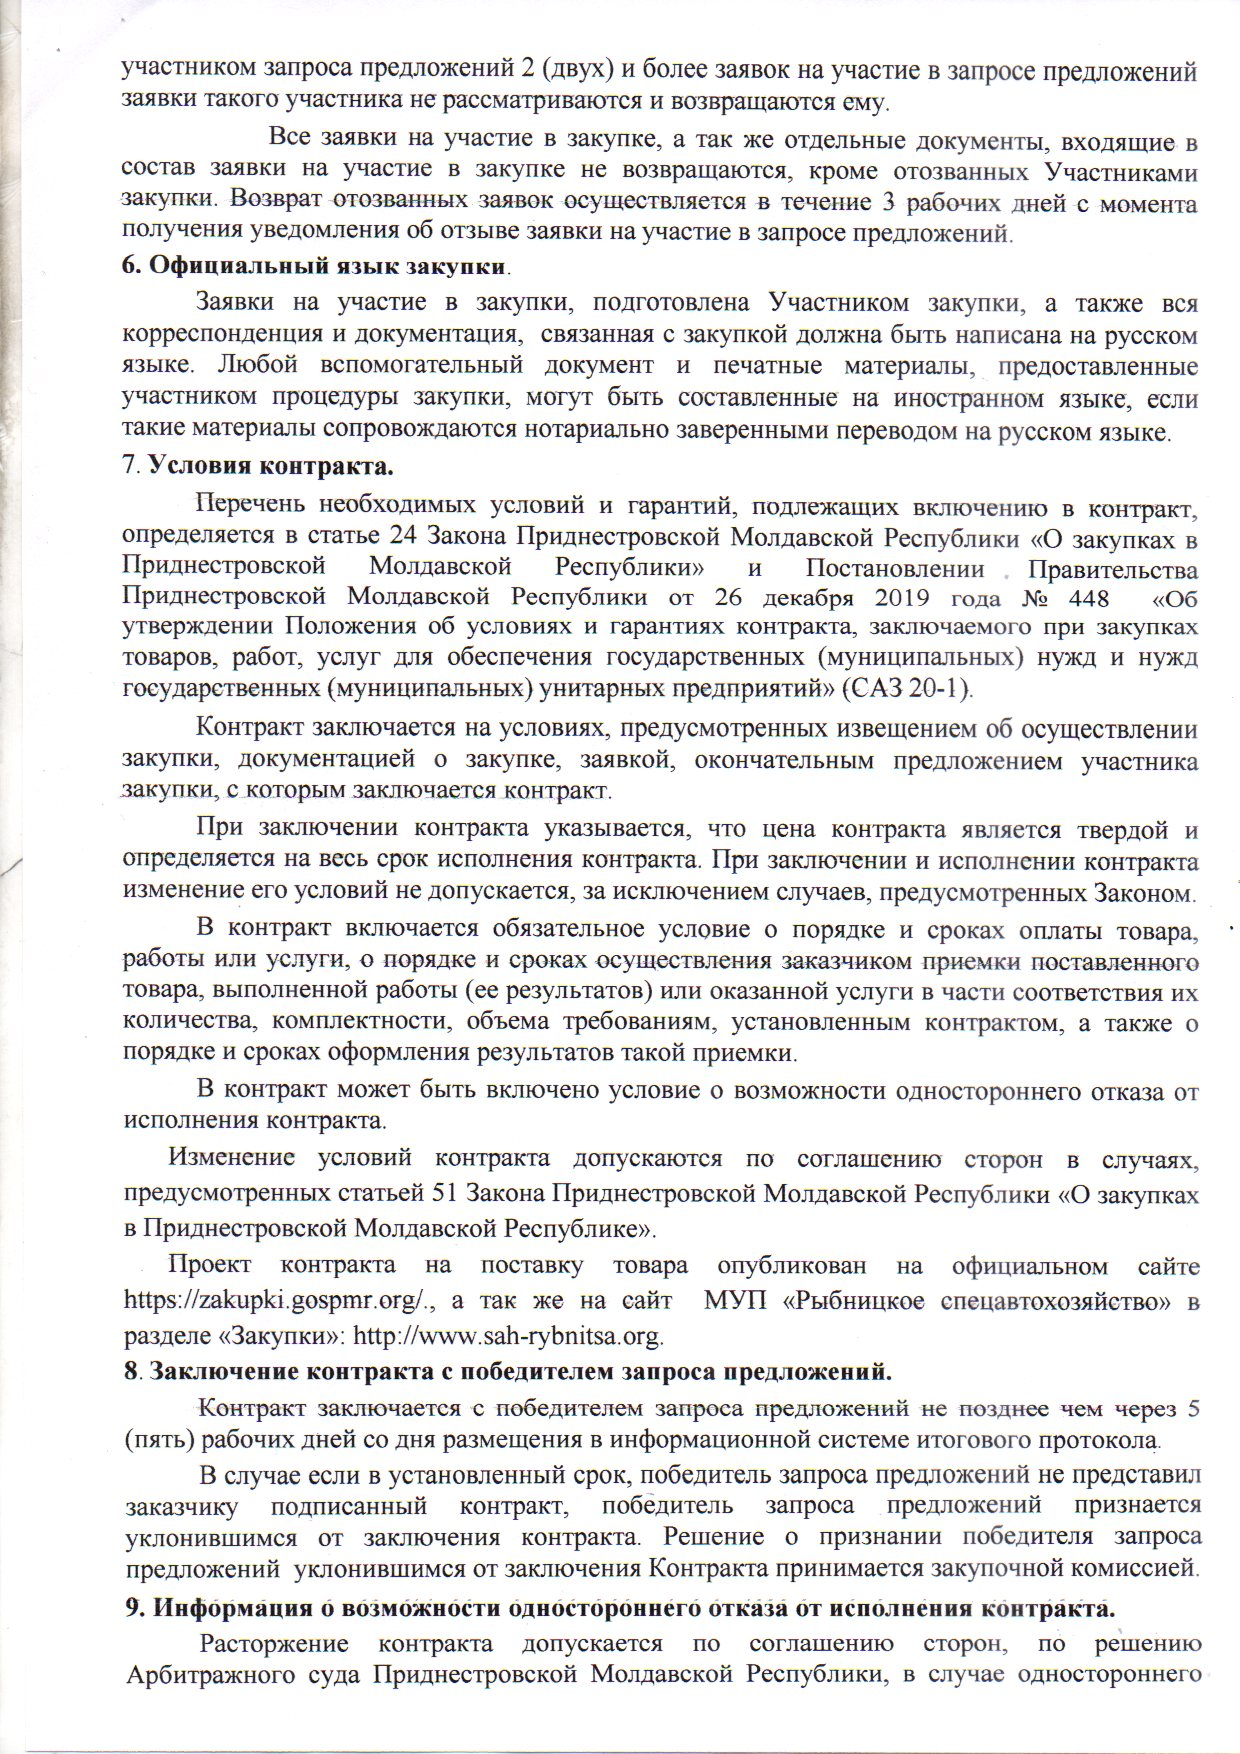 участником запроса предложений 2 (двух) и более заявок на участие в запросе предложений
заявки такого участника не рассматриваются и возвращаются ему.
Все заявки на участие в закупке, а так же отдельные документы, входящие в
состав заявки на участие в закупке не возвращаются, кроме отозванных Участниками
закупки. Возврат отозванных заявок осуществляется в течение 3 рабочих дней с момента
получения уведомления об отзыве заявки на участие в запросе предложений.
6. Официальный язык закупки.
Заявки на участие в закупки, подготовлена Участником закупки, а также вся
корреспонденция и документация, связанная с закупкой должна быть написана на русском
языке. Любой вспомогательный документ и печатные материалы, предоставленные
участником процедуры закупки, могут быть составленные на иностранном языке, если
такие материалы сопровождаются нотариально заверенными переводом на русском языке.
7. Условия контракта.
Перечень необходимых условий и гарантий, подлежащих включению в контракт,
определяется в статье 24 Закона Приднестровской Молдавской Республики «О закупках в
Приднестровской Молдавской Республики» и Постановлении Правительства
Приднестровской Молдавской Республики от 26 декабря 2019 года № 448 «Об
утверждении Положения об условиях и гарантиях контракта, заключаемого при закупках
товаров, работ, услуг для обеспечения государственных (муниципальных) нужд и нужд
государственных (муниципальных) унитарных предприятий» (САЗ 20-1).
Контракт заключается на условиях, предусмотренных извещением об осуществлении
закупки, документацией о закупке, заявкой, окончательным предложением участника
закупки, с которым заключается контракт.
При заключении контракта указывается, что цена контракта является твердой и
определяется на весь срок исполнения контракта. При заключении и исполнении контракта
изменение его условий не допускается, за исключением случаев, предусмотренных Законом.
В контракт включается обязательное условие о порядке и сроках оплаты товара,
работы или услуги, о порядке и сроках осуществления заказчиком приемки поставленного
товара, выполненной работы (ее результатов) или оказанной услуги в части соответствия их
количества, комплектности, объема требованиям, установленным контрактом, а также о
порядке и сроках оформления результатов такой приемки.
В контракт может быть включено условие о возможности одностороннего отказа от
исполнения контракта.
Изменение условий контракта допускаются по соглашению сторон в случаях,
предусмотренных статьей 51 Закона Приднестровской Молдавской Республики «О закупках
в Приднестровской Молдавской Республике».
Проект контракта на поставку товара опубликован на официальном сайте
https://zakupki.gospmr.org/., а так же на сайт МУП «Рыбницкое спецавтохозяйство» в
разделе «Закупки»: http://www.sah-rybnitsa.org.
8. Заключение контракта с победителем запроса предложений.
Контракт заключается с победителем запроса предложений не позднее чем через 5
(пять) рабочих дней со дня размещения в информационной системе итогового протокола.
В случае если в установленный срок, победитель запроса предложений не представил
заказчику подписанный контракт, победитель запроса предложений признается
уклонившимся от заключения контракта. Решение о признании победителя запроса
предложений уклонившимся от заключения Контракта принимается закупочной комиссией.
9. Информация о возможности одностороннего отказа от исполнения контракта.
Расторжение контракта допускается по соглашению сторон, по решению
Арбитражного суда Приднестровской Молдавской Республики, в случае одностороннего